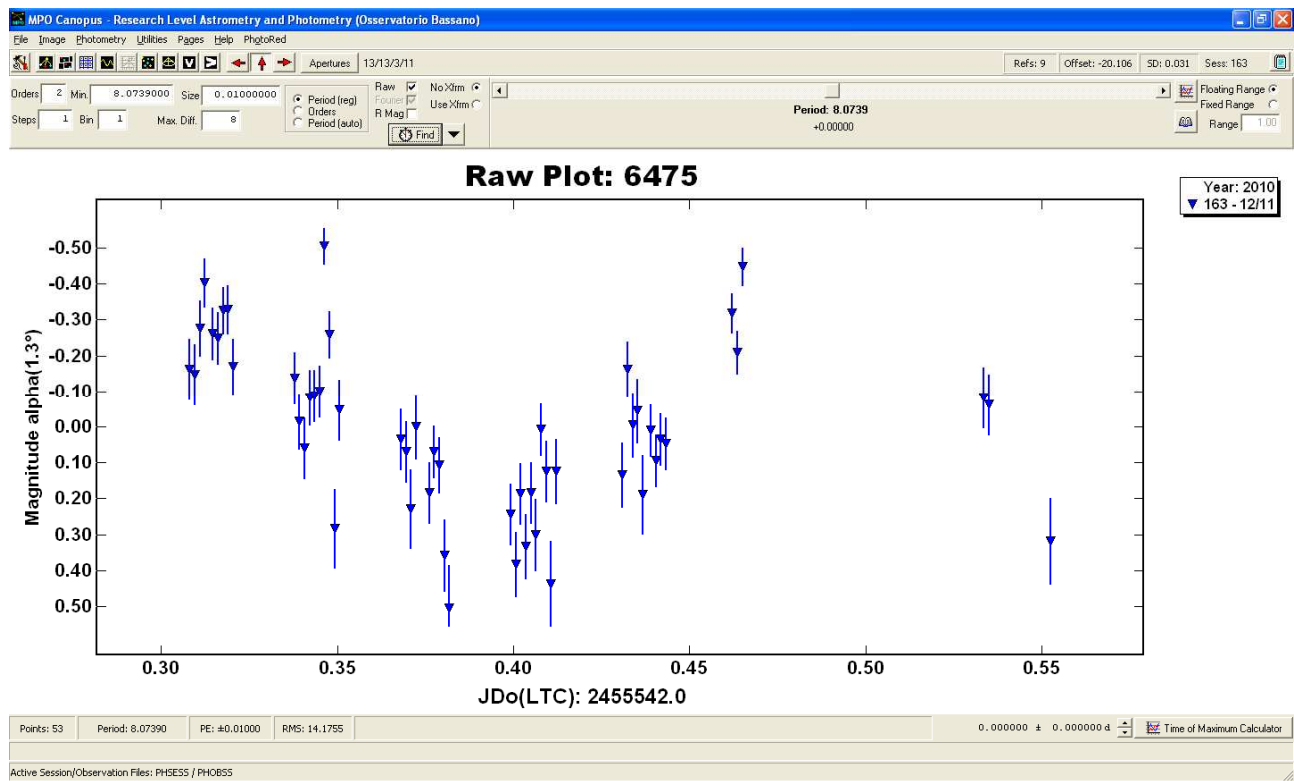 MPO Canopus - Research Level Astrometry and Photometry (Osservatorio Bassano)
File Image Photometry Utilities Pages Help PhotoRed
Apertures 13/13/3/11 Refs: 9 Offset: -20.106 SD: 0.031 Sess: 163
Orders 2 Min. 8.0739000 Size 0.01000000
Steps 1 Bin 1 Max. Diff. 8
Period (reg)
Orders
Period (auto)
Raw No Xfrm
Fourier Use Xfrm
R Mag
Find
Period: 8.0739
+0.00000
Floating Range
Fixed Range
Range 1.00
Raw Plot: 6475
Year: 2010
163 - 12/11
Magnitude alpha(1.3°)
-0.50
-0.40
-0.30
-0.20
-0.10
0.00
0.10
0.20
0.30
0.40
0.50
0.30 0.35 0.40 0.45 0.50 0.55
JDo(LTC): 2455542.0
Points: 53 Period: 8.07390 PE: ±0.01000 RMS: 14.1755 0.000000 ± 0.000000 d Time of Maximum Calculator
Active Session/Observation Files: PHSESS / PHOBSS